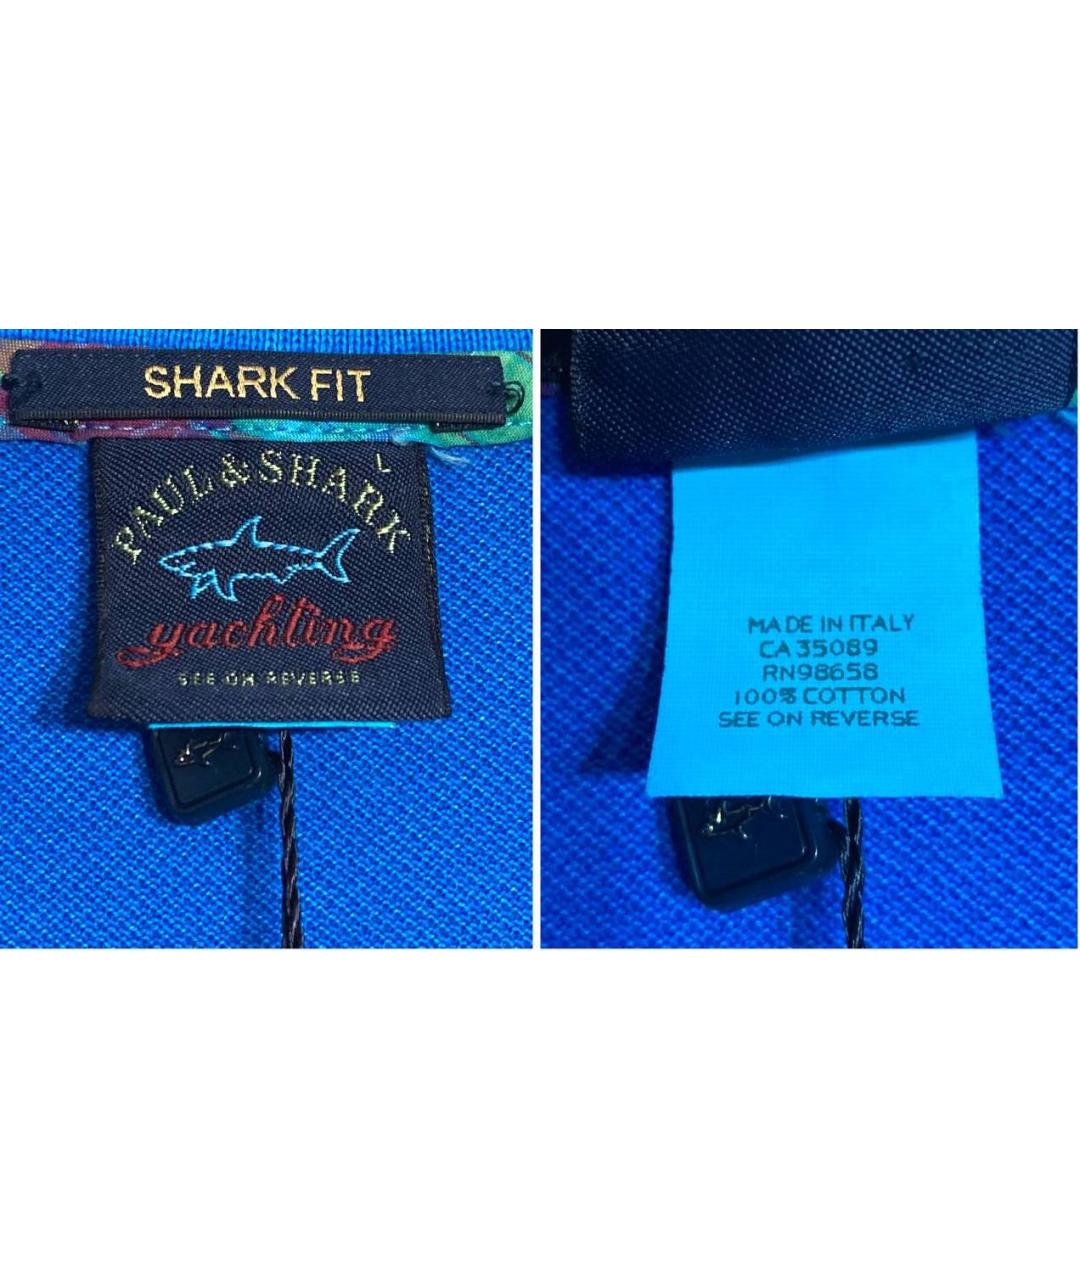 SHARK FIT
L
PAUL & SHARK
yachting
SEE ON REVERSE
MADE IN ITALY
CA 35089
RN98658
100% COTTON
SEE ON REVERSE